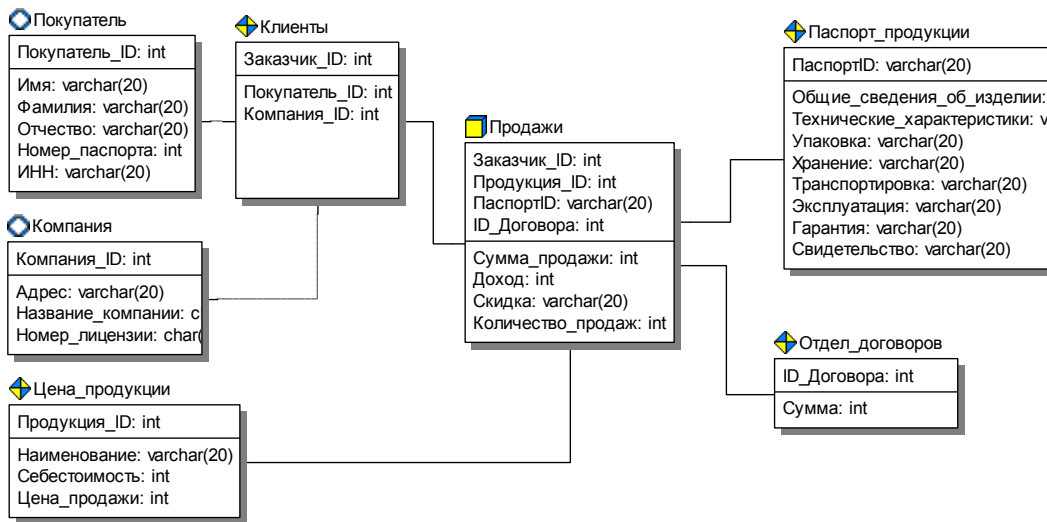 Покупатель
Покупатель_ID: int
Имя: varchar(20)
Фамилия: varchar(20)
Отчество: varchar(20)
Номер_паспорта: int
ИНН: varchar(20)
Клиенты
Заказчик_ID: int
Покупатель_ID: int
Компания_ID: int
Компания
Компания_ID: int
Адрес: varchar(20)
Название_компании: c
Номер_лицензии: char(
Цена_продукции
Продукция_ID: int
Наименование: varchar(20)
Себестоимость: int
Цена_продажи: int
Продажи
Заказчик_ID: int
Продукция_ID: int
ПаспортID: varchar(20)
ID_Договора: int
Сумма_продажи: int
Доход: int
Скидка: varchar(20)
Количество_продаж: int
Паспорт_продукции
ПаспортID: varchar(20)
Общие_сведения_об_изделии:
Технические_характеристики: v
Упаковка: varchar(20)
Хранение: varchar(20)
Транспортировка: varchar(20)
Эксплуатация: varchar(20)
Гарантия: varchar(20)
Свидетельство: varchar(20)
Отдел_договоров
ID_Договора: int
Сумма: int